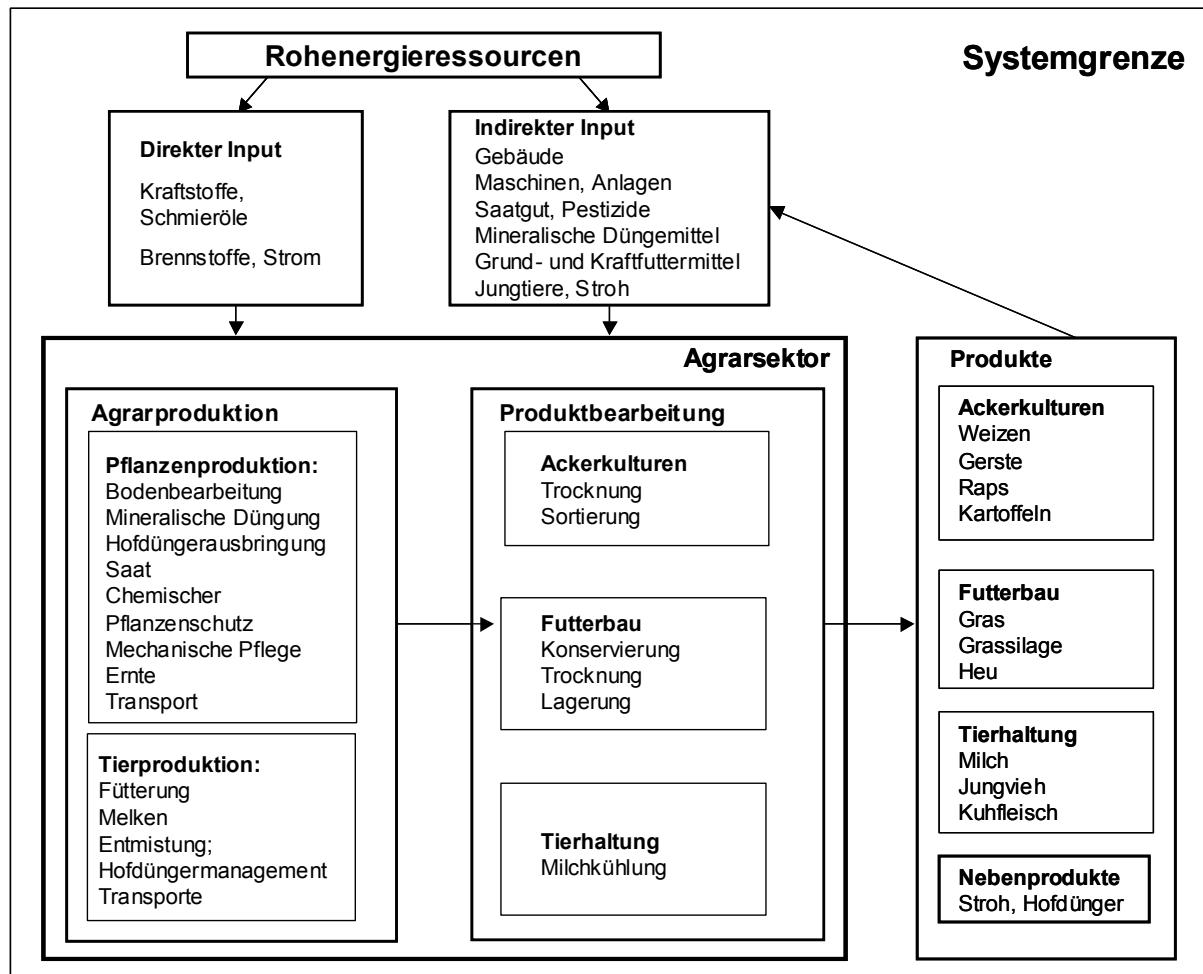 Rohenergieressourcen
Systemgrenze
Direkter Input
Kraftstoffe,
Schmieröle
Brennstoffe, Strom
Indirekter Input
Gebäude
Maschinen, Anlagen
Saatgut, Pestizide
Mineralische Düngemittel
Grund- und Kraftfuttermittel
Jungtiere, Stroh
Agrarsektor
Agrarproduktion
Pflanzenproduktion:
Bodenbearbeitung
Mineralische Düngung
Hofdüngerausbringung
Saat
Chemischer
Pflanzenschutz
Mechanische Pflege
Ernte
Transport
Tierproduktion:
Fütterung
Melken
Entmistung;
Hofdüngermanagement
Transporte
Produktbearbeitung
Ackerkulturen
Trocknung
Sortierung
Futterbau
Konservierung
Trocknung
Lagerung
Tierhaltung
Milchkühlung
Produkte
Ackerkulturen
Weizen
Gerste
Raps
Kartoffeln
Futterbau
Gras
Grassilage
Heu
Tierhaltung
Milch
Jungvieh
Kuhfleisch
Nebenprodukte
Stroh, Hofdünger